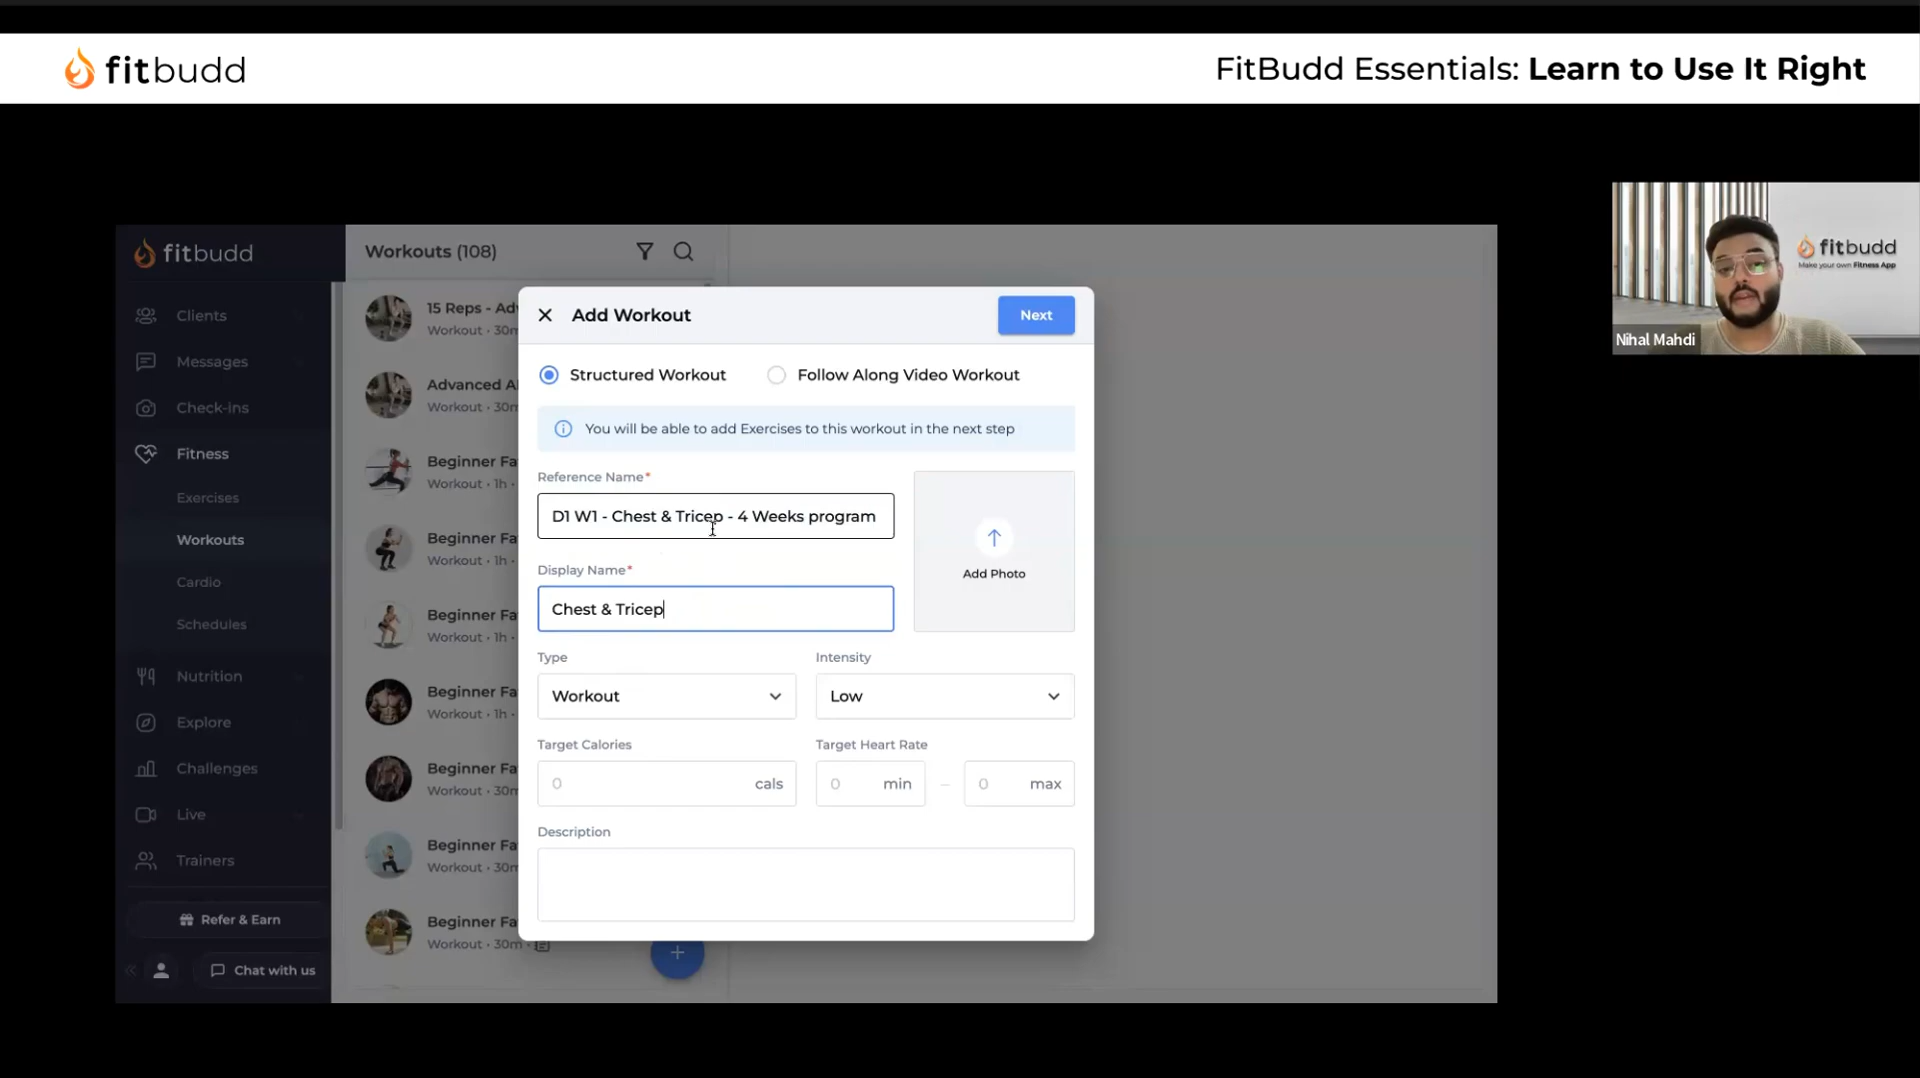 fitbudd
FitBudd Essentials: Learn to Use It Right
fitbudd
Make your own Fitness App
Nihal Mahdi
fitbudd
Clients
Messages
Check-ins
Fitness
Exercises
Workouts
Cardio
Schedules
Nutrition
Explore
Challenges
Live
Trainers
Refer & Earn
Chat with us
Workouts (108)
15 Reps - Ad
Workout • 30m
Advanced A
Workout • 30m
Beginner Fa
Workout • 1h
Beginner Fa
Workout • 1h
Beginner Fa
Workout • 1h
Beginner Fa
Workout • 1h
Beginner Fa
Workout • 30m
Beginner Fa
Workout • 30m
Beginner Fa
Workout • 30m
Add Workout
Next
Structured Workout
Follow Along Video Workout
You will be able to add Exercises to this workout in the next step
Reference Name*
D1 W1 - Chest & Tricep - 4 Weeks program
Add Photo
Display Name*
Chest & Tricep
Type
Intensity
Workout
Low
Target Calories
Target Heart Rate
0 cals
0 min – 0 max
Description